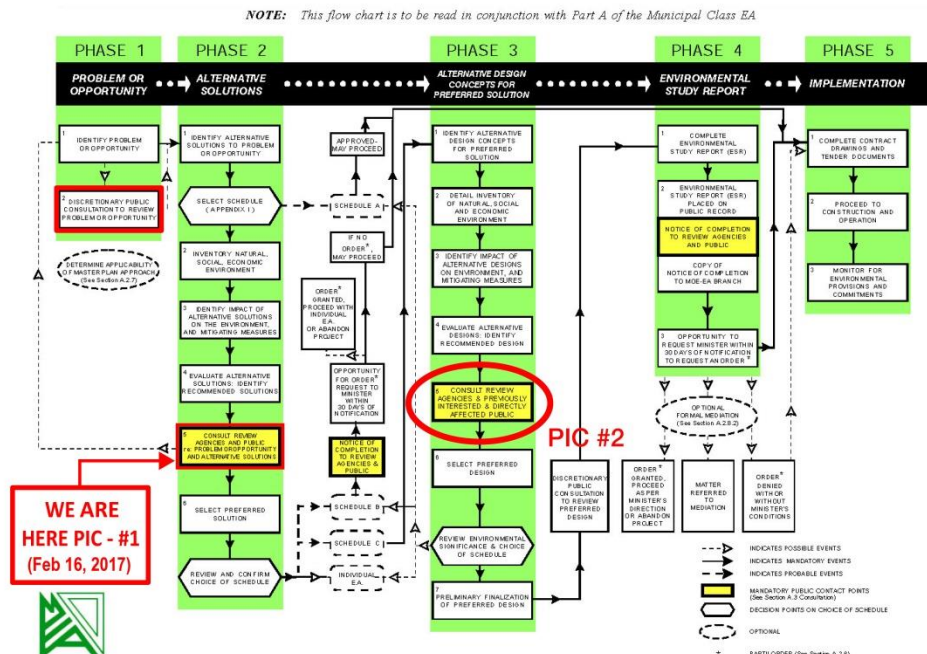 NOTE: This flow chart is to be read in conjunction with Part A of the Municipal Class EA
PHASE 1
PROBLEM OR
OPPORTUNITY
PHASE 2
ALTERNATIVE
SOLUTIONS
PHASE 3
ALTERNATIVE DESIGN
CONCEPTS FOR
PREFERRED SOLUTION
PHASE 4
ENVIRONMENTAL
STUDY REPORT
PHASE 5
IMPLEMENTATION
1
IDENTIFY PROBLEM
OR OPPORTUNITY
2
DISCRETIONARY PUBLIC
CONSULTATION TO REVIEW
PROBLEM OR OPPORTUNITY
DETERMINE APPLICABILITY
OF MASTER PLAN APPROACH
(See Section A.2.7)
WE ARE
HERE PIC - #1
(Feb 16, 2017)
1
IDENTIFY ALTERNATIVE
SOLUTIONS TO PROBLEM
OR OPPORTUNITY
SELECT SCHEDULE
(APPENDIX I)
2
INVENTORY NATURAL,
SOCIAL, ECONOMIC
ENVIRONMENT
3
IDENTIFY IMPACT OF
ALTERNATIVE SOLUTIONS
ON THE ENVIRONMENT,
AND MITIGATING MEASURES
4
EVALUATE ALTERNATIVE
SOLUTIONS: IDENTIFY
RECOMMENDED SOLUTIONS
5
CONSULT REVIEW
AGENCIES AND PUBLIC
re: PROBLEM OR OPPORTUNITY
AND ALTERNATIVE SOLUTIONS
6
SELECT PREFERRED
SOLUTION
REVIEW AND CONFIRM
CHOICE OF SCHEDULE
APPROVED-
MAY PROCEED
SCHEDULE A
IF NO
ORDER*,
MAY PROCEED
ORDER*
GRANTED,
PROCEED WITH
INDIVIDUAL
E.A.
OR ABANDON
PROJECT
OPPORTUNITY
FOR ORDER*
REQUEST TO
MINISTER
WITHIN
30 DAYS OF
NOTIFICATION
NOTICE OF
COMPLETION
TO REVIEW
AGENCIES
& PUBLIC
SCHEDULE B
SCHEDULE C
INDIVIDUAL
E.A.
1
IDENTIFY ALTERNATIVE
DESIGN CONCEPTS
FOR PREFERRED
SOLUTION
2
DETAIL INVENTORY
OF NATURAL, SOCIAL
AND ECONOMIC
ENVIRONMENT
3
IDENTIFY IMPACT OF
ALTERNATIVE DESIGNS
ON ENVIRONMENT, AND
MITIGATING MEASURES
4
EVALUATE ALTERNATIVE
DESIGNS: IDENTIFY
RECOMMENDED DESIGN
5
CONSULT REVIEW
AGENCIES & PREVIOUSLY
INTERESTED & DIRECTLY
AFFECTED PUBLIC
PIC #2
6
SELECT PREFERRED
DESIGN
REVIEW ENVIRONMENTAL
SIGNIFICANCE & CHOICE
OF SCHEDULE
7
PRELIMINARY FINALIZATION
OF PREFERRED DESIGN
DISCRETIONARY
PUBLIC
CONSULTATION
TO REVIEW
PREFERRED
DESIGN
1
COMPLETE
ENVIRONMENTAL
STUDY REPORT (ESR)
2
ENVIRONMENTAL
STUDY REPORT (ESR)
PLACED ON
PUBLIC RECORD
NOTICE OF COMPLETION
TO REVIEW AGENCIES
AND PUBLIC
COPY OF
NOTICE OF COMPLETION
TO MOE-EA BRANCH
3
OPPORTUNITY TO
REQUEST MINISTER WITHIN
30 DAYS OF NOTIFICATION
TO REQUEST AN ORDER*
OPTIONAL
FORMAL MEDIATION
(See Section A.2.8.2)
ORDER*
GRANTED,
PROCEED
AS PER
MINISTER'S
DIRECTION
OR ABANDON
PROJECT
MATTER
REFERRED
TO
MEDIATION
ORDER*
DENIED
WITH OR
WITHOUT
MINISTER'S
CONDITIONS
1
COMPLETE CONTRACT
DRAWINGS AND
TENDER DOCUMENTS
2
PROCEED TO
CONSTRUCTION AND
OPERATION
3
MONITOR FOR
ENVIRONMENTAL
PROVISIONS AND
COMMITMENTS
INDICATES POSSIBLE EVENTS
INDICATES MANDATORY EVENTS
INDICATES PROBABLE EVENTS
MANDATORY PUBLIC CONTACT POINTS
(See Section A.3 Consultation)
DECISION POINTS ON CHOICE OF SCHEDULE
OPTIONAL
* PART II ORDER (See Section A.2.8)